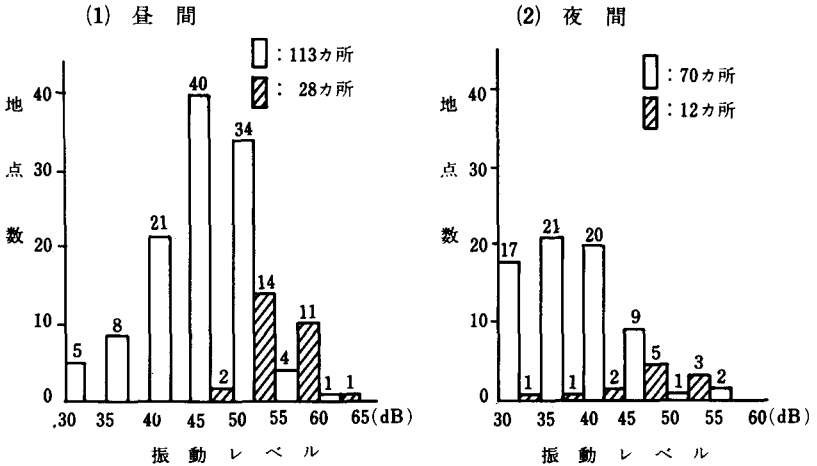 (1) 昼 間
：113カ所
： 28カ所
地点数
40
30
20
10
0
5
8
21
40
2
34
14
4
11
1
1
.30 35 40 45 50 55 60 65(dB)
振 動 レ ベ ル
(2) 夜 間
：70カ所
：12カ所
地点数
40
30
20
10
0
17
1
21
1
20
2
9
5
1
3
2
30 35 40 45 50 55 60 (dB)
振 動 レ ベ ル